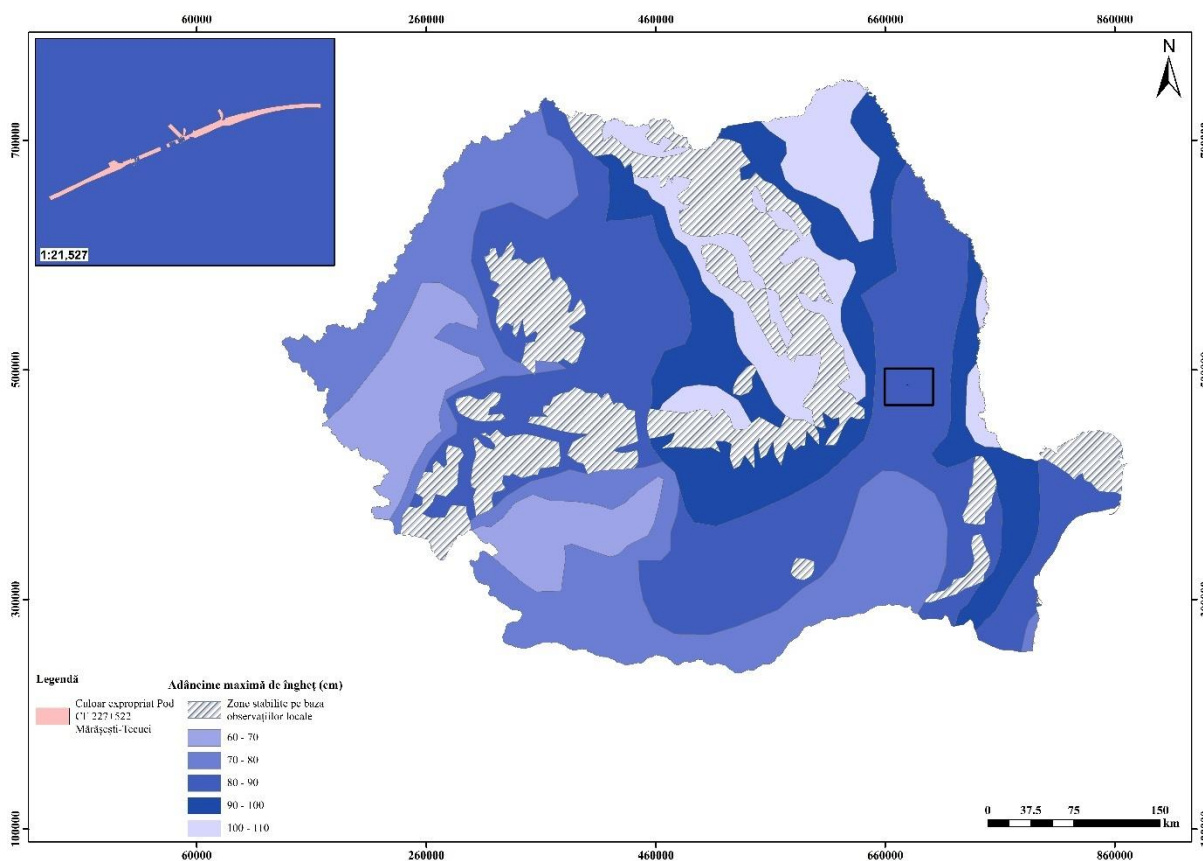 60000 260000 460000 660000 860000
N
1:21,527
700000
500000
300000
100000
Legendă
Culoar expropriat Pod
Mărășești-Tecuci
Adâncime maximă de îngheț (cm)
Zone stabilite pe baza
observațiilor locale
60 - 70
70 - 80
80 - 90
90 - 100
100 - 110
0 37.5 75 150
km
60000 260000 460000 660000 860000